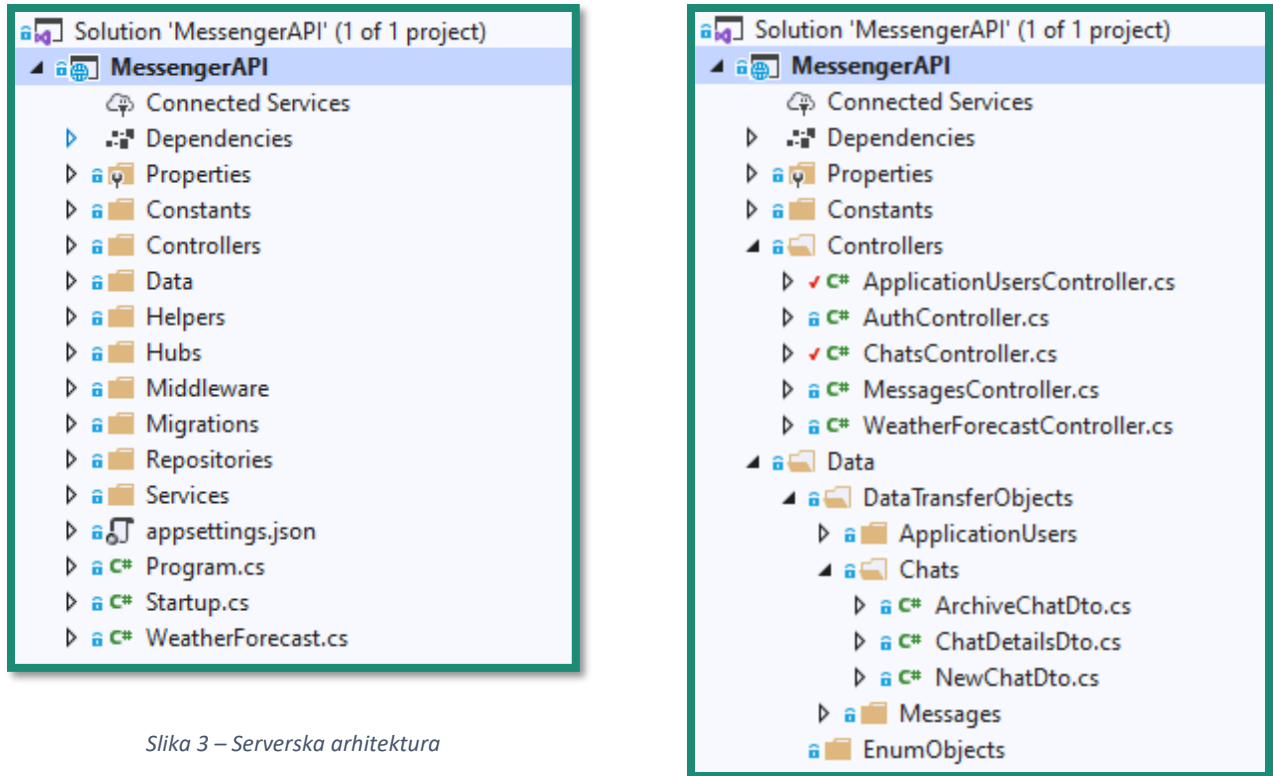 Solution 'MessengerAPI' (1 of 1 project)
MessengerAPI
Connected Services
Dependencies
Properties
Constants
Controllers
Data
Helpers
Hubs
Middleware
Migrations
Repositories
Services
appsettings.json
C# Program.cs
C# Startup.cs
C# WeatherForecast.cs
Slika 3 – Serverska arhitektura
Solution 'MessengerAPI' (1 of 1 project)
MessengerAPI
Connected Services
Dependencies
Properties
Constants
Controllers
C# ApplicationUsersController.cs
C# AuthController.cs
C# ChatsController.cs
C# MessagesController.cs
C# WeatherForecastController.cs
Data
DataTransferObjects
ApplicationUsers
Chats
C# ArchiveChatDto.cs
C# ChatDetailsDto.cs
C# NewChatDto.cs
Messages
EnumObjects